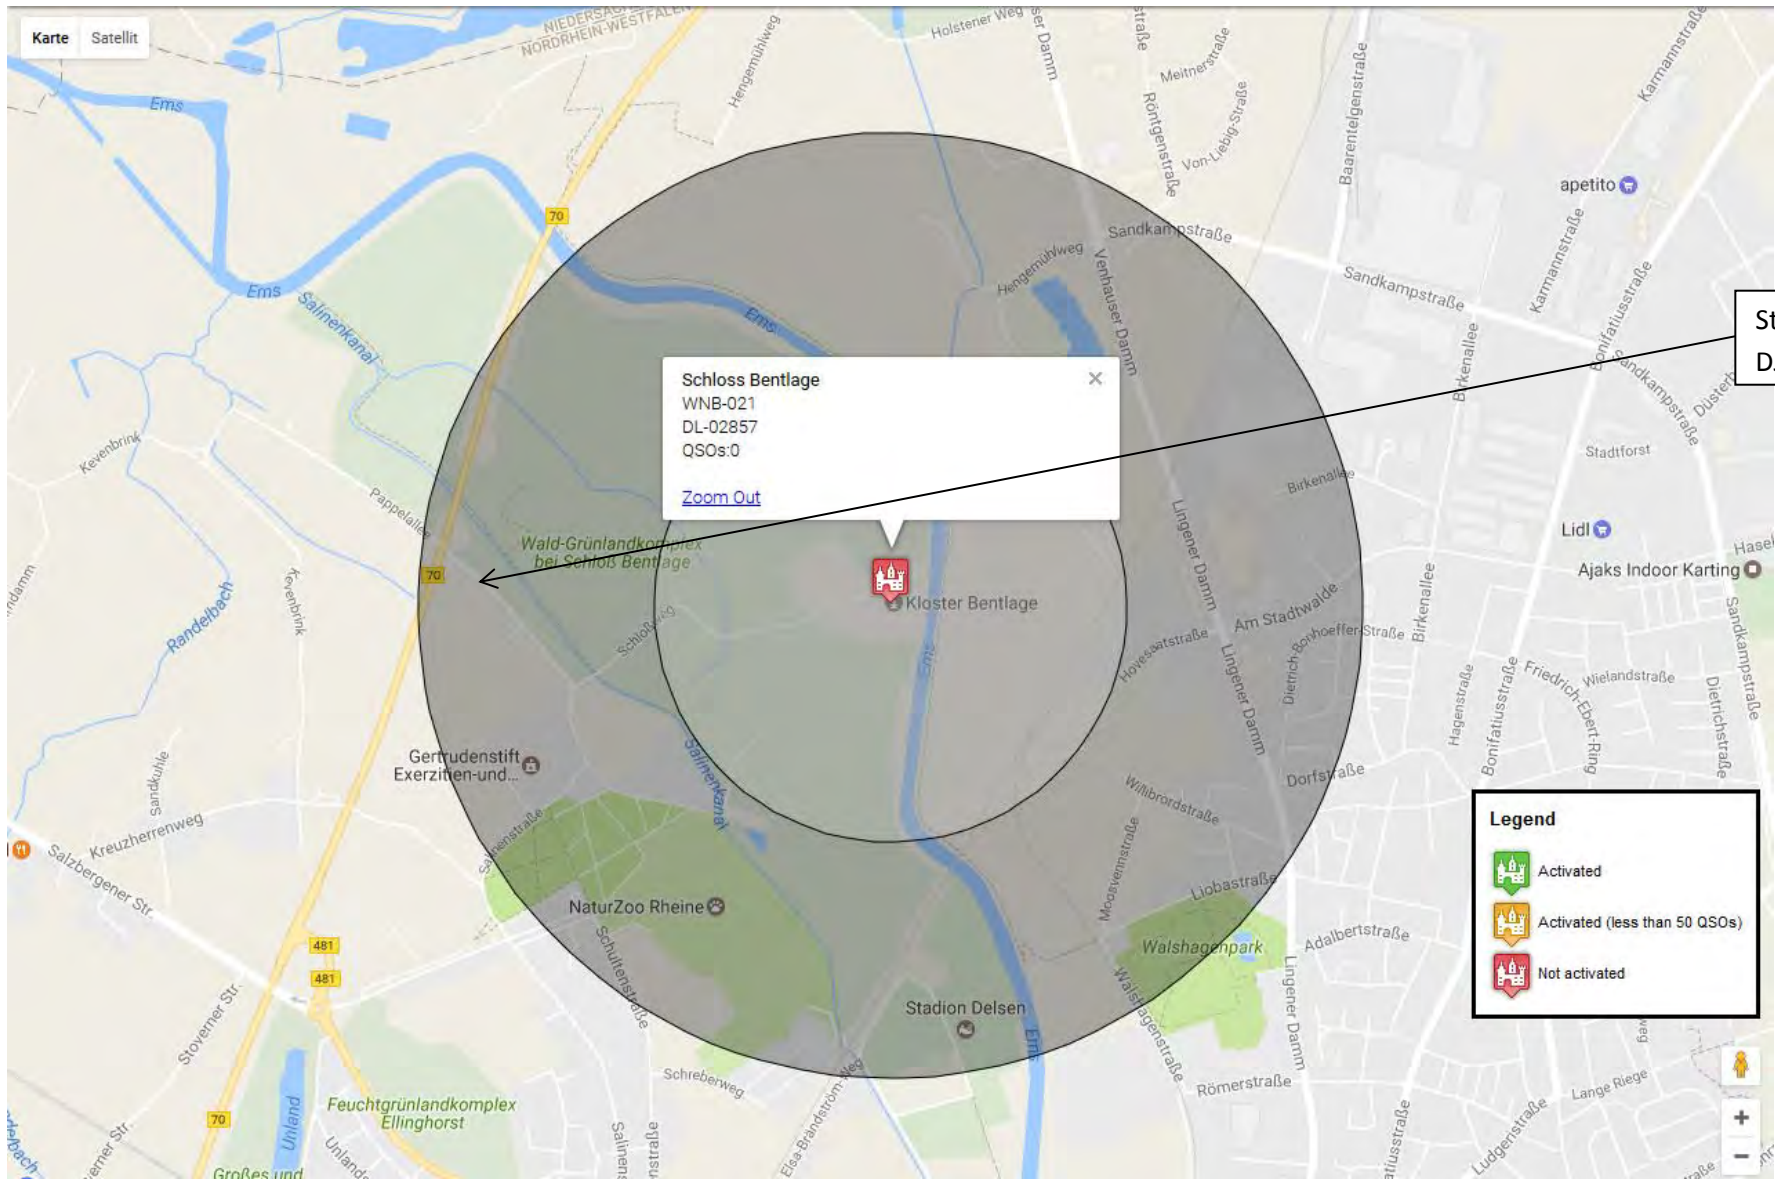 Karte Satellit
NORDRHEIN-WESTFALEN
Hengemühlweg
Holstener Weg
Meitnerstraße
Röntgenstraße
Von-Liebig-Straße
Baarentelgenstraße
Karmannstraße
Ems
70
apetito
Karmannstraße
Sandkampstraße
Hengemühlweg
Venhauser Damm
Sandkampstraße
Bonifatiusstraße
Ems
Salinenkanal
Ems
Birkenallee
Sandkampstraße
Schloss Bentlage
WNB-021
DL-02857
QSOs:0
Zoom Out
Kevenbrink
Pappelallee
Stadtforst
Birkenallee
Lingener Damm
Lidl
Wald-Grünlandkomplex
bei Schloß Bentlage
70
Ajaks Indoor Karting
Kevenbrink
Randelbach
Kloster Bentlage
Schloßweg
Ems
Hovesaatstraße
Am Stadtwalde
Dietrich-Bonhoeffer-Straße
Birkenallee
Lingener Damm
Hagenstraße
Bonifatiusstraße
Friedrich-Ebert-Ring
Wielandstraße
Dietrichstraße
Sandkampstraße
Gertrudenstift
Exerzitien-und...
Salinenkanal
Sandkuhle
Kreuzherrenweg
Salzbergener Str.
Salinenstraße
Willibrordstraße
Dorfstraße
Moosvennstraße
Liobastraße
Legend
Activated
Activated (less than 50 QSOs)
Not activated
NaturZoo Rheine
Schultenstraße
Walshagenpark
Adalbertstraße
481
481
Stoverner Str.
Stadion Delsen
Ems
Walshagenstraße
Lingener Damm
Schreberweg
Elsa-Brändström-Weg
Römerstraße
Lange Riege
Ludgenstraße
Feuchtgrünlandkomplex
Ellinghorst
70
Uhland
Großes und